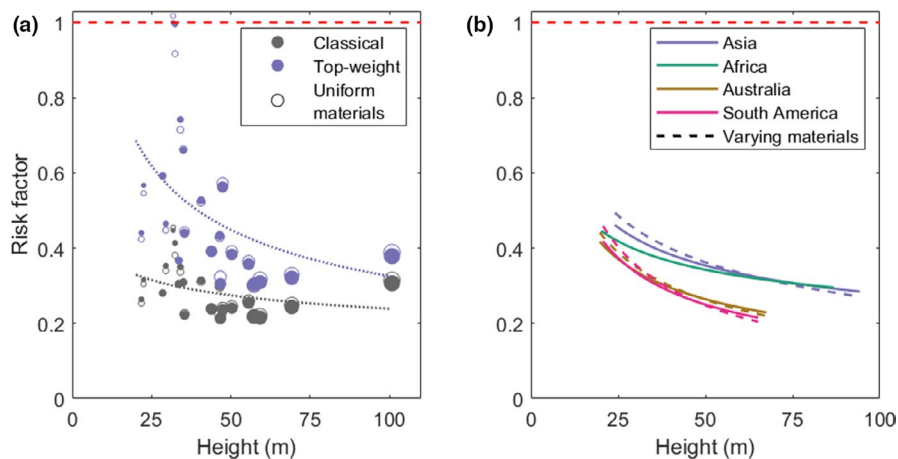 (a)
1
0.8
0.6
0.4
0.2
0
0
25
50
75
100
Risk factor
Height (m)
Classical
Top-weight
Uniform
materials
(b)
1
0.8
0.6
0.4
0.2
0
0
25
50
75
100
Height (m)
Asia
Africa
Australia
South America
Varying materials